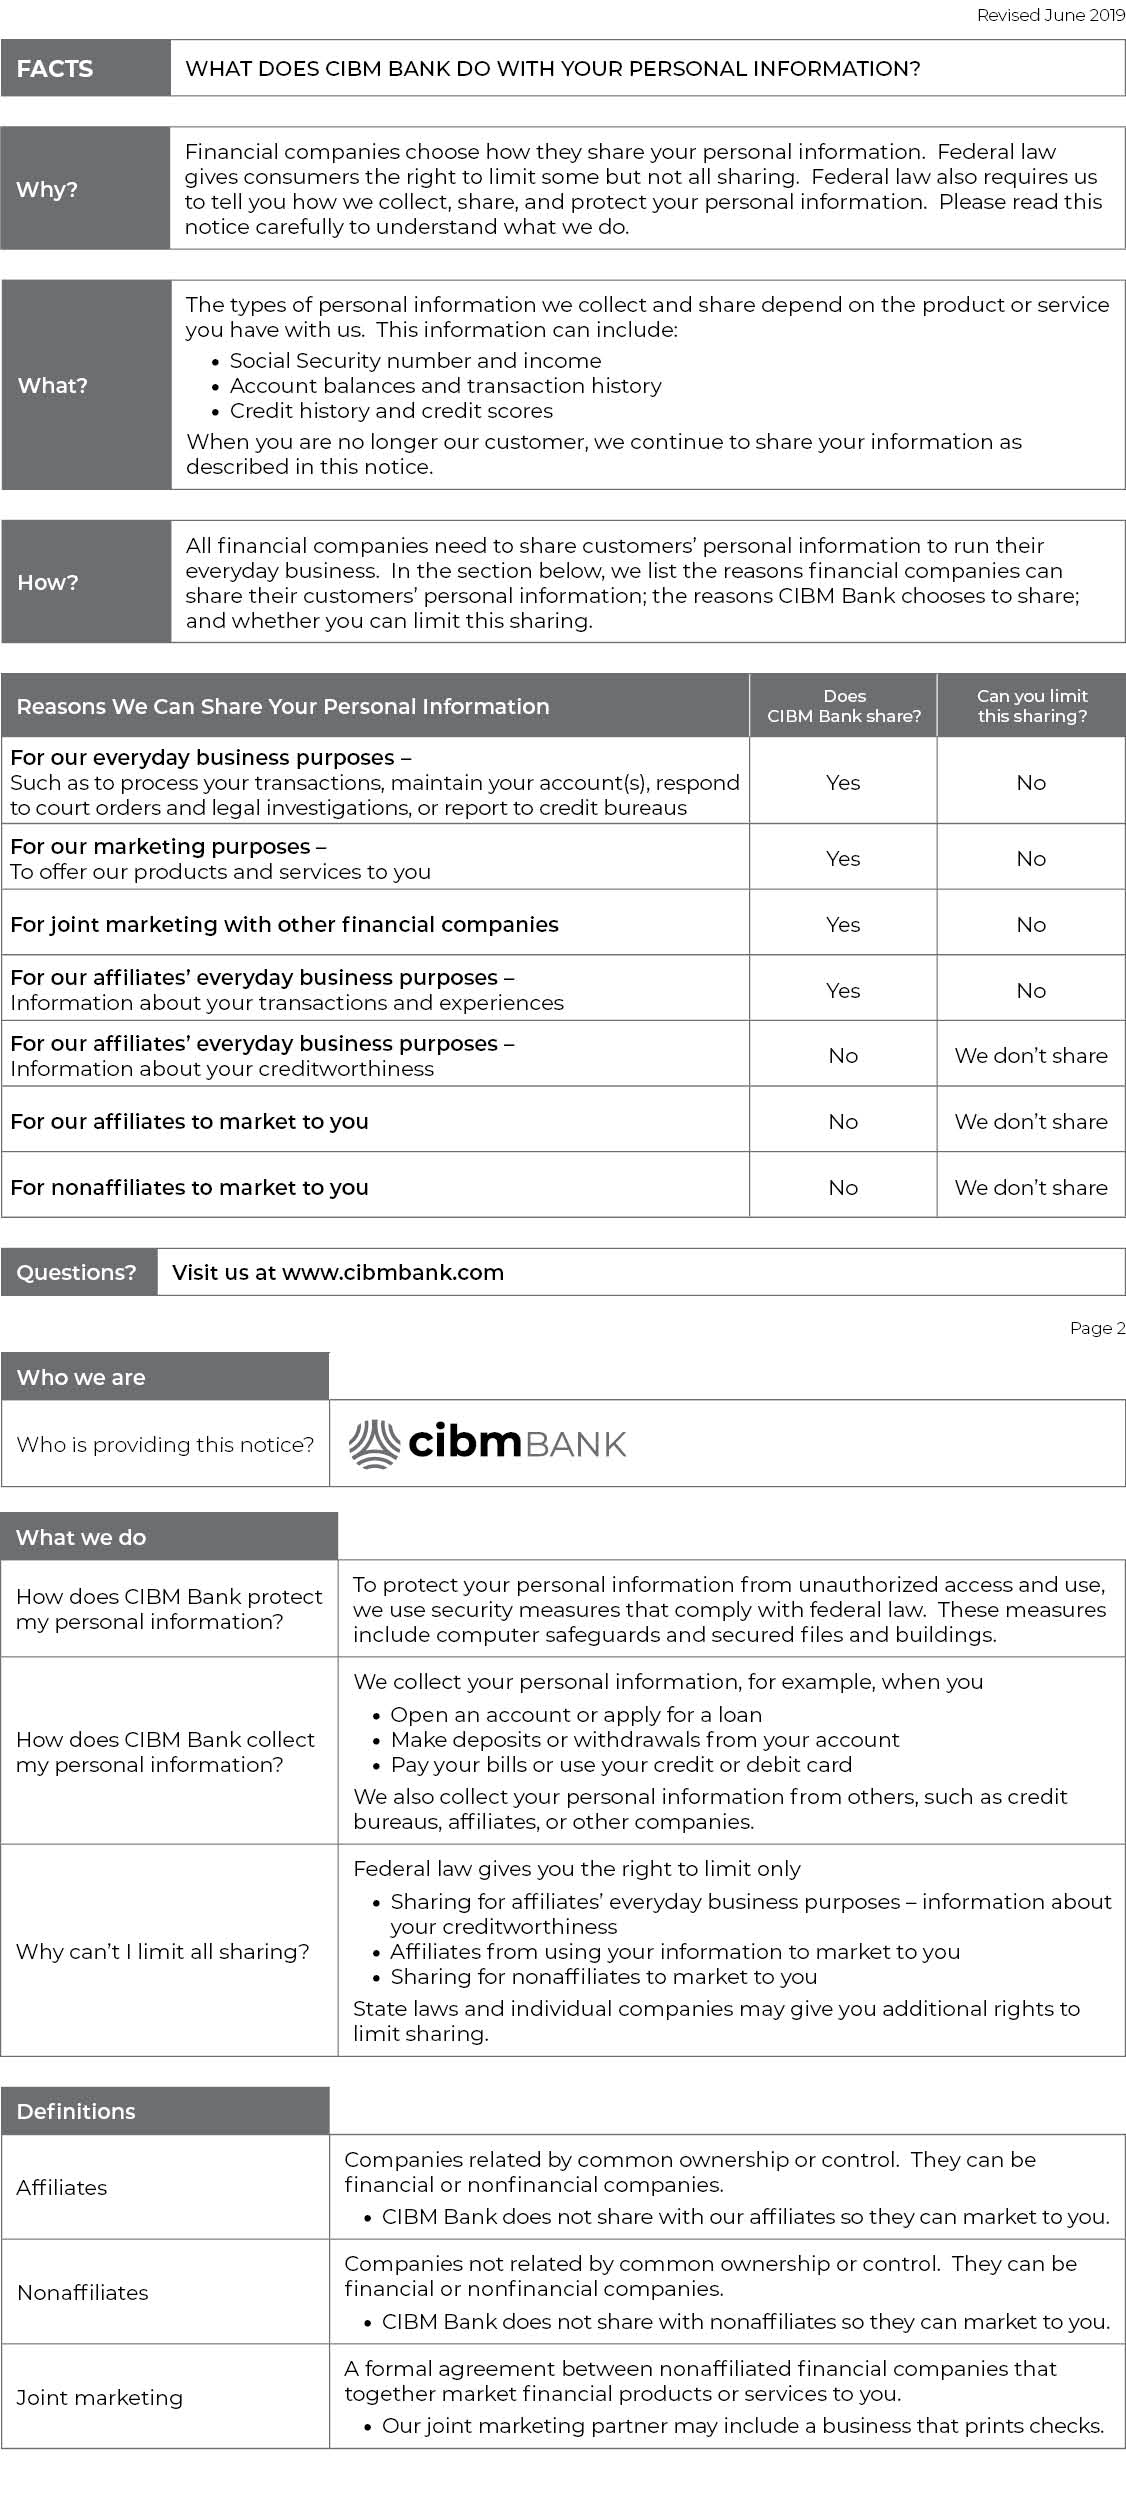 Revised June 2019
FACTS
WHAT DOES CIBM BANK DO WITH YOUR PERSONAL INFORMATION?
Why?
Financial companies choose how they share your personal information.  Federal law
gives consumers the right to limit some but not all sharing.  Federal law also requires us
to tell you how we collect, share, and protect your personal information.  Please read this
notice carefully to understand what we do.
What?
The types of personal information we collect and share depend on the product or service
you have with us.  This information can include:
• Social Security number and income
• Account balances and transaction history
• Credit history and credit scores
When you are no longer our customer, we continue to share your information as
described in this notice.
How?
All financial companies need to share customers’ personal information to run their
everyday business.  In the section below, we list the reasons financial companies can
share their customers’ personal information; the reasons CIBM Bank chooses to share;
and whether you can limit this sharing.
Reasons We Can Share Your Personal Information
Does
CIBM Bank share?
Can you limit
this sharing?
For our everyday business purposes –
Such as to process your transactions, maintain your account(s), respond
to court orders and legal investigations, or report to credit bureaus
Yes
No
For our marketing purposes –
To offer our products and services to you
Yes
No
For joint marketing with other financial companies
Yes
No
For our affiliates’ everyday business purposes –
Information about your transactions and experiences
Yes
No
For our affiliates’ everyday business purposes –
Information about your creditworthiness
No
We don’t share
For our affiliates to market to you
No
We don’t share
For nonaffiliates to market to you
No
We don’t share
Questions?
Visit us at www.cibmbank.com
Page 2
Who we are
Who is providing this notice?
cibmBANK
What we do
How does CIBM Bank protect
my personal information?
To protect your personal information from unauthorized access and use,
we use security measures that comply with federal law.  These measures
include computer safeguards and secured files and buildings.
How does CIBM Bank collect
my personal information?
We collect your personal information, for example, when you
• Open an account or apply for a loan
• Make deposits or withdrawals from your account
• Pay your bills or use your credit or debit card
We also collect your personal information from others, such as credit
bureaus, affiliates, or other companies.
Why can’t I limit all sharing?
Federal law gives you the right to limit only
• Sharing for affiliates’ everyday business purposes – information about
your creditworthiness
• Affiliates from using your information to market to you
• Sharing for nonaffiliates to market to you
State laws and individual companies may give you additional rights to
limit sharing.
Definitions
Affiliates
Companies related by common ownership or control.  They can be
financial or nonfinancial companies.
• CIBM Bank does not share with our affiliates so they can market to you.
Nonaffiliates
Companies not related by common ownership or control.  They can be
financial or nonfinancial companies.
• CIBM Bank does not share with nonaffiliates so they can market to you.
Joint marketing
A formal agreement between nonaffiliated financial companies that
together market financial products or services to you.
• Our joint marketing partner may include a business that prints checks.